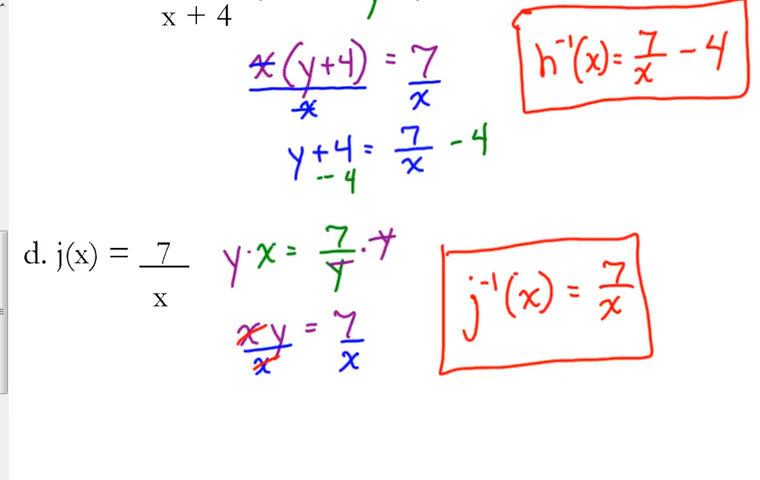 x + 4
x(y+4) = 7
x x
h⁻¹(x) = 7/x - 4
y + 4 = 7/x - 4
- 4
d. j(x) = 7
x
y · x = 7/y · y
xy = 7
x x
j⁻¹(x) = 7/x